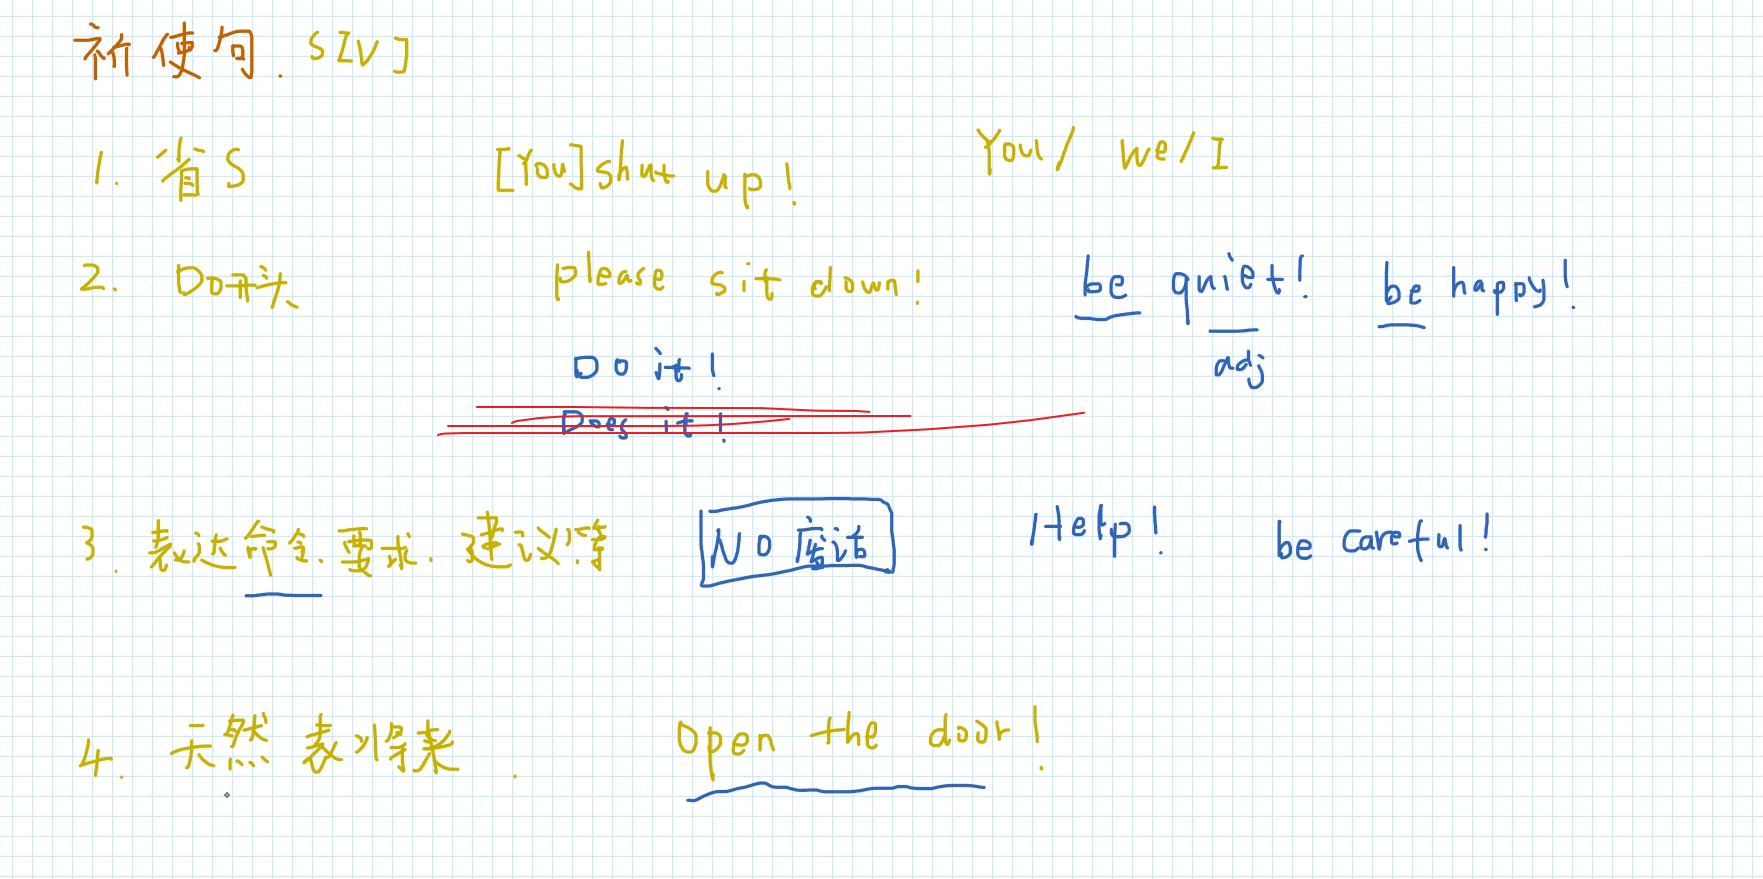 祈使句. S[V]
1. 省S [You] shut up! You/ we/I
2. Do开头 please sit down! be quiet! be happy!
Do it! adj
Does it!
3. 表达命令、要求、建议等 NO 废话 Help! be careful!
4. 天然表将来. Open the door!